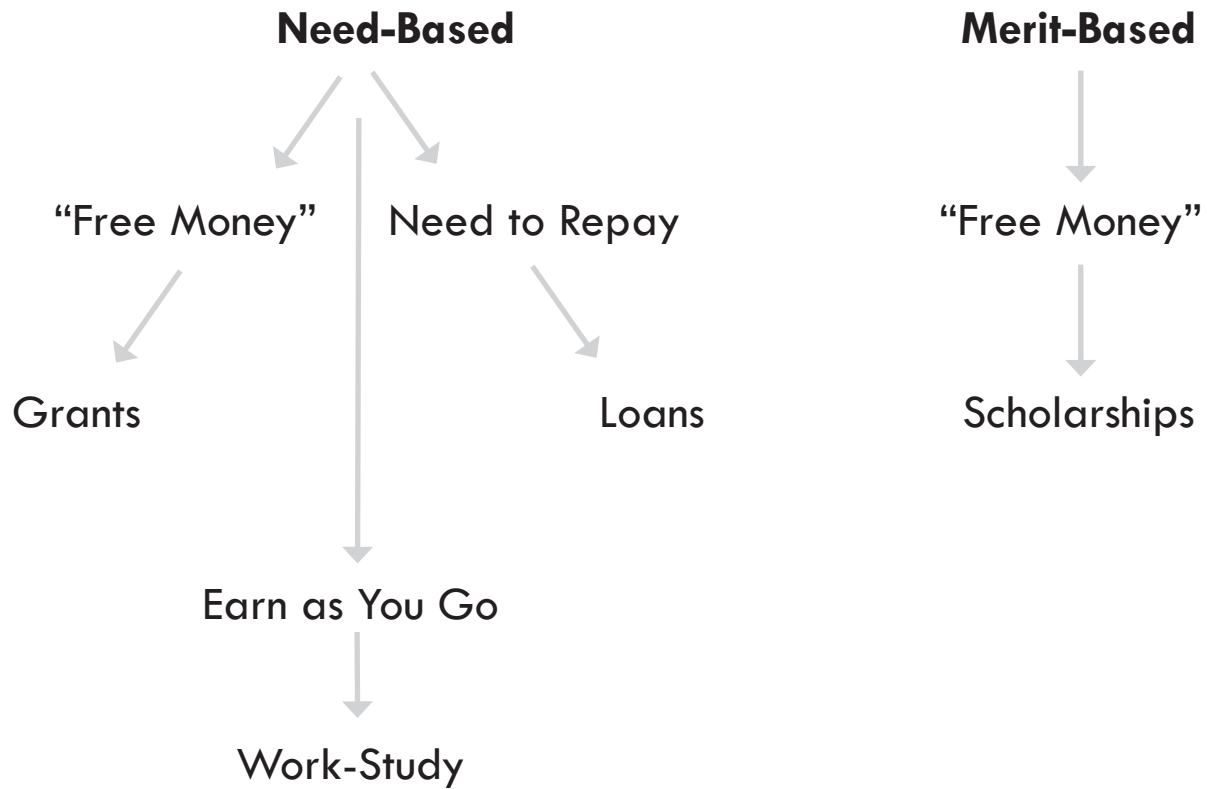 Need-Based
Merit-Based
“Free Money”
Need to Repay
“Free Money”
Grants
Loans
Scholarships
Earn as You Go
Work-Study